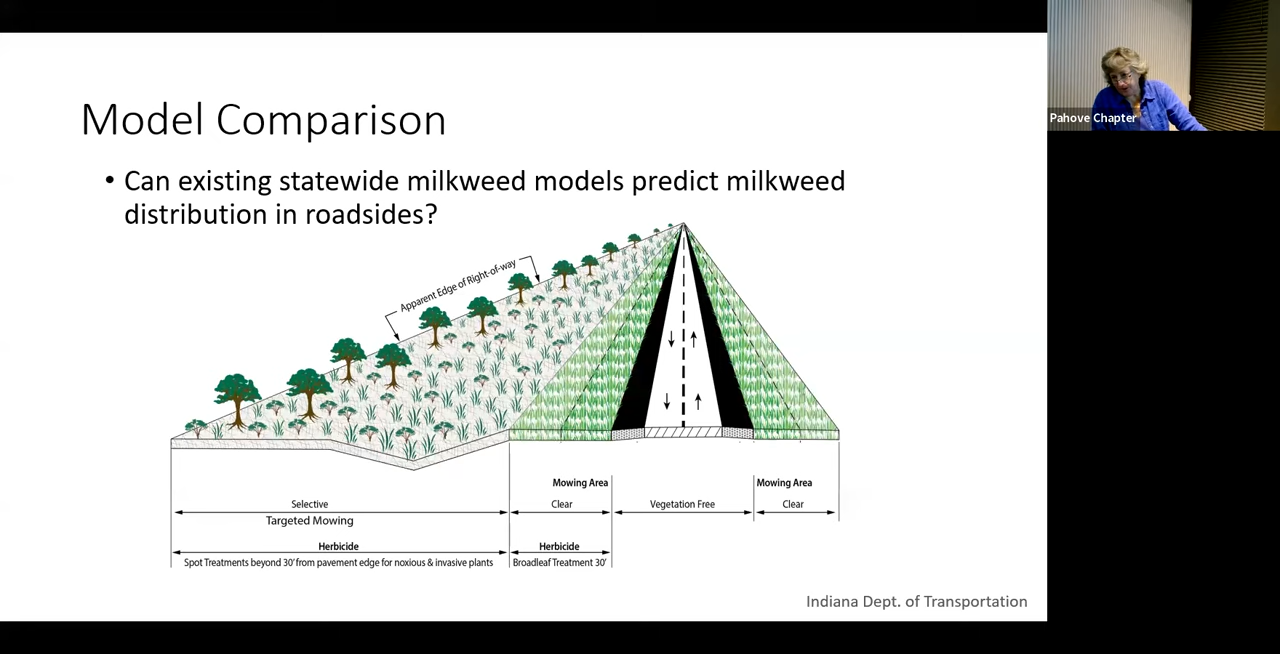 Model Comparison
• Can existing statewide milkweed models predict milkweed
distribution in roadsides?
Apparent Edge of Right-of-way
Mowing Area
Mowing Area
Selective
Clear
Vegetation Free
Clear
Targeted Mowing
Herbicide
Herbicide
Spot Treatments beyond 30' from pavement edge for noxious & invasive plants
Broadleaf Treatment 30'
Indiana Dept. of Transportation
Pahove Chapter